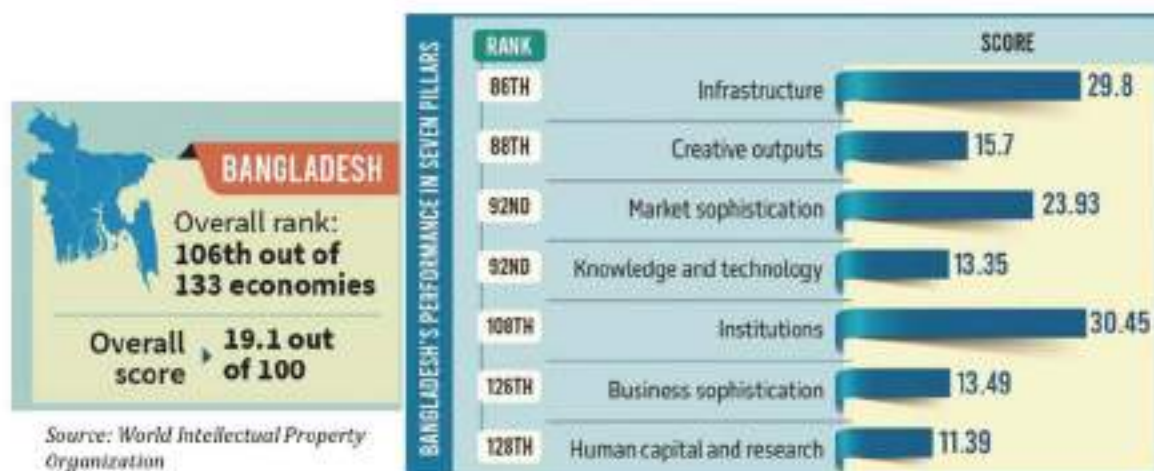 BANGLADESH
Overall rank:
106th out of
133 economies
Overall score
19.1 out of 100
Source: World Intellectual Property
Organization
BANGLADESH'S PERFORMANCE IN SEVEN PILLARS
RANK SCORE
86TH Infrastructure 29.8
88TH Creative outputs 15.7
92ND Market sophistication 23.93
92ND Knowledge and technology 13.35
108TH Institutions 30.45
126TH Business sophistication 13.49
128TH Human capital and research 11.39